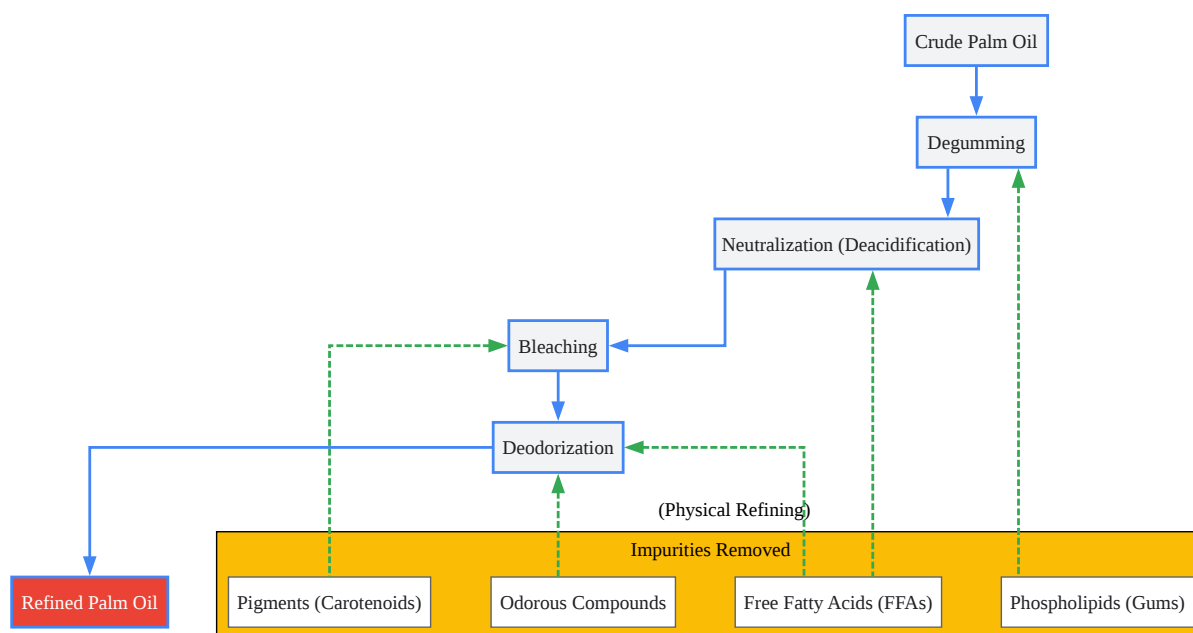 Crude Palm Oil
Degumming
Neutralization (Deacidification)
Bleaching
Deodorization
(Physical Refining)
Impurities Removed
Refined Palm Oil
Pigments (Carotenoids)
Odorous Compounds
Free Fatty Acids (FFAs)
Phospholipids (Gums)